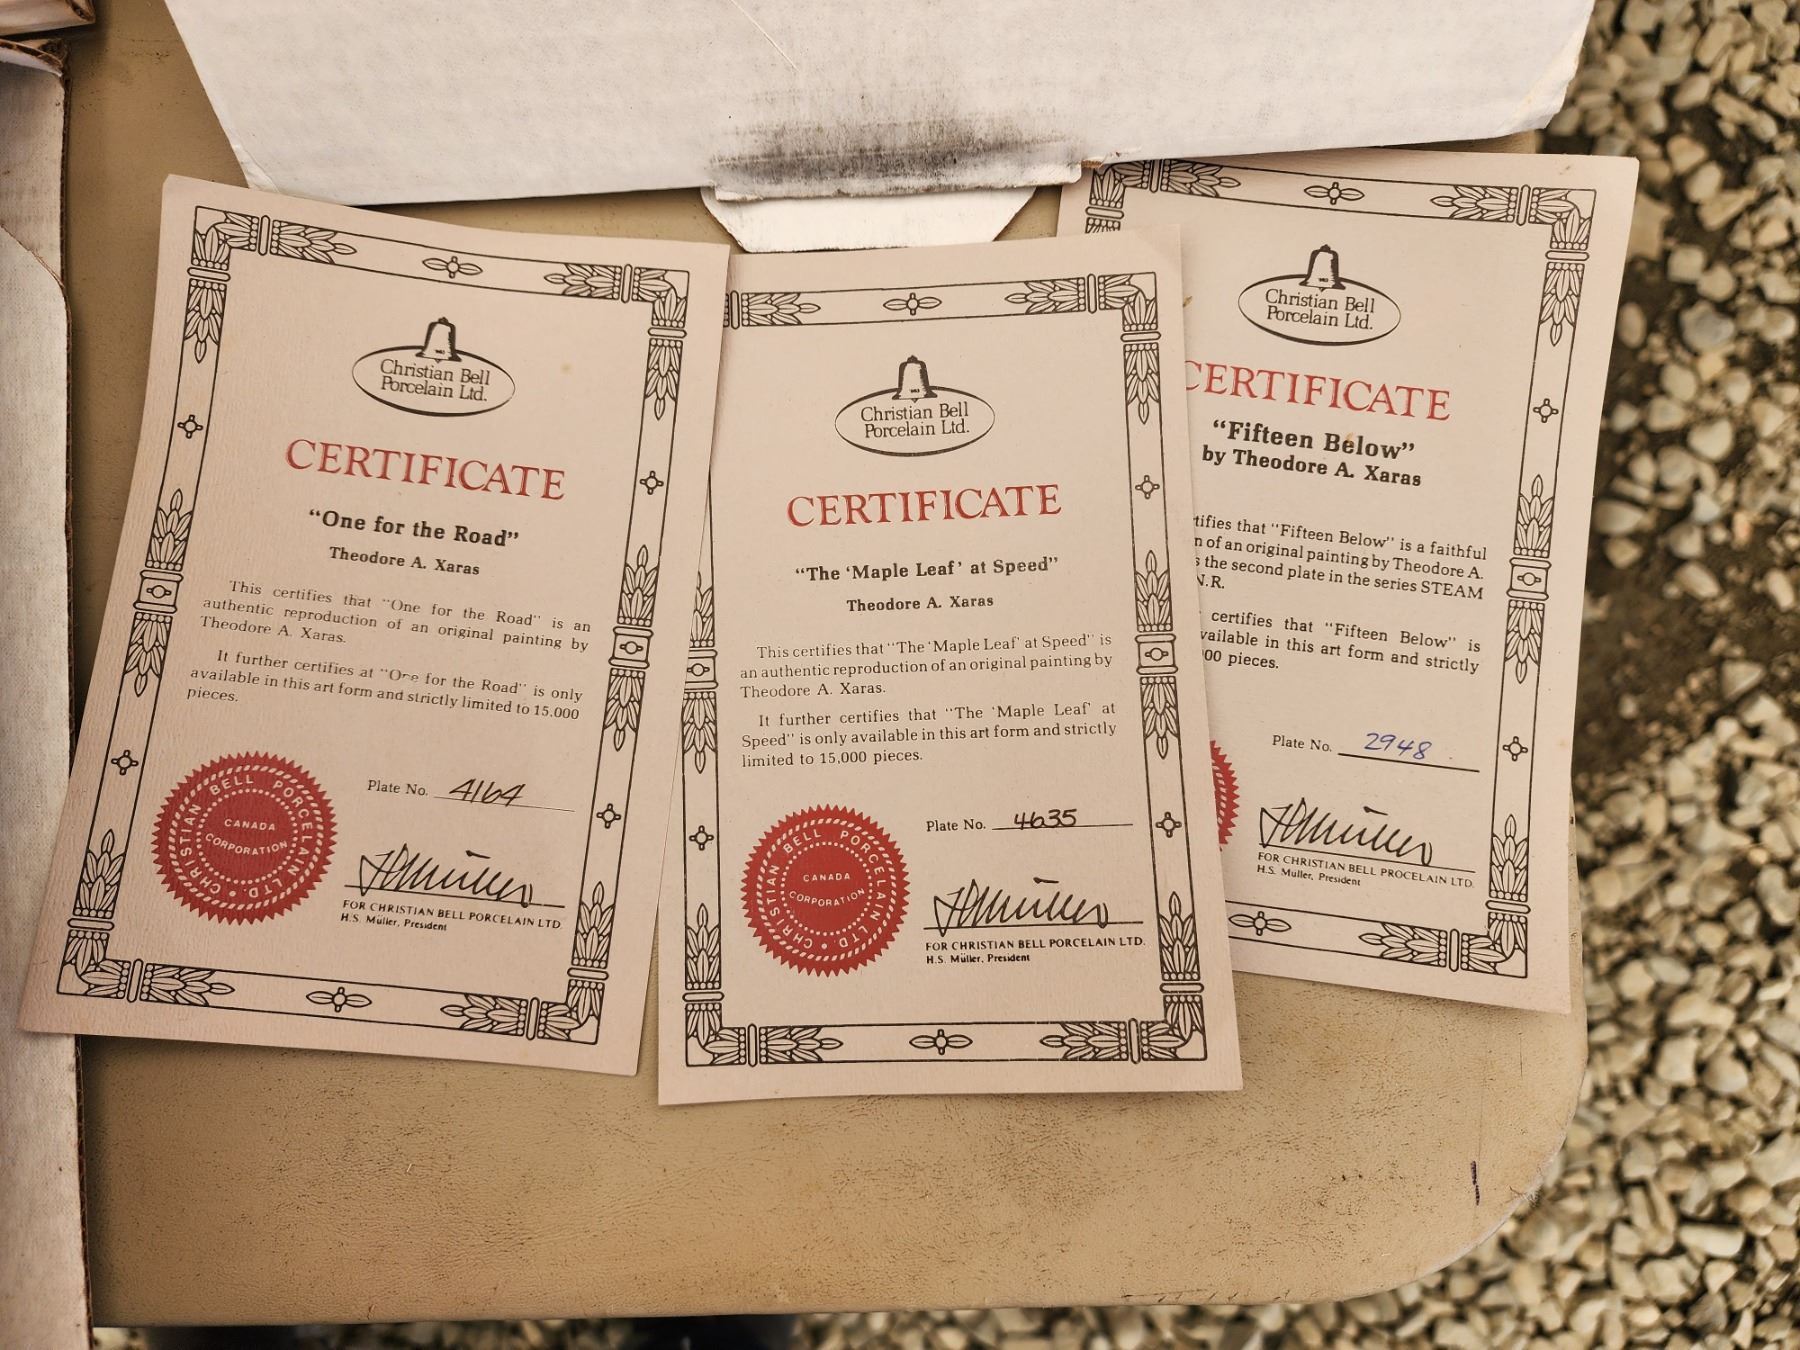 Christian Bell
Porcelain Ltd.
CERTIFICATE
"One for the Road"
Theodore A. Xaras
This certifies that "One for the Road" is an
authentic reproduction of an original painting by
Theodore A. Xaras.
It further certifies at "One for the Road" is only
available in this art form and strictly limited to 15.000
pieces.
CHRISTIAN BELL PORCELAIN LTD.
CANADA
CORPORATION
Plate No. 4164
FOR CHRISTIAN BELL PORCELAIN LTD.
H.S. Müller, President
Christian Bell
Porcelain Ltd.
CERTIFICATE
"The 'Maple Leaf' at Speed"
Theodore A. Xaras
This certifies that "The 'Maple Leaf' at Speed" is
an authentic reproduction of an original painting by
Theodore A. Xaras.
It further certifies that "The 'Maple Leaf' at
Speed" is only available in this art form and strictly
limited to 15,000 pieces.
CHRISTIAN BELL PORCELAIN LTD.
CANADA
CORPORATION
Plate No. 4635
FOR CHRISTIAN BELL PORCELAIN LTD.
H.S. Müller, President
Christian Bell
Porcelain Ltd.
CERTIFICATE
"Fifteen Below"
by Theodore A. Xaras
tifies that "Fifteen Below" is a faithful
n of an original painting by Theodore A.
s the second plate in the series STEAM
N.R.
certifies that "Fifteen Below" is
vailable in this art form and strictly
00 pieces.
Plate No. 2948
FOR CHRISTIAN BELL PROCELAIN LTD.
H.S. Müller, President